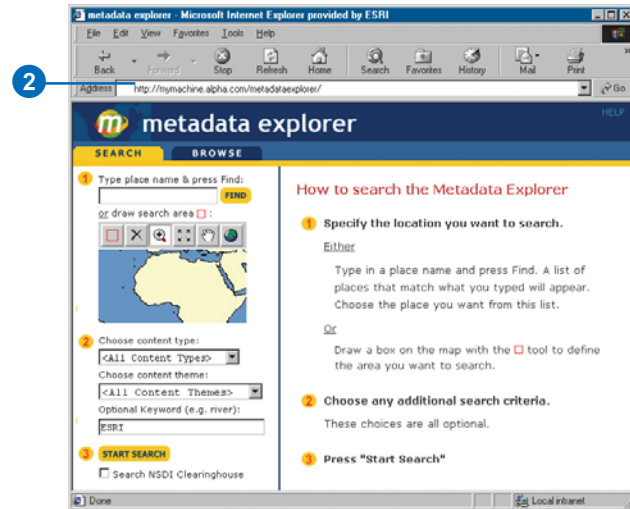 metadata explorer - Microsoft Internet Explorer provided by ESRI
File Edit View Favorites Tools Help
Back Forward Stop Refresh Home Search Favorites History Mail Print
2
Address http://mymachine.alpha.com/metadataexplorer/ Go
m metadata explorer HELP
SEARCH BROWSE
1 Type place name & press Find:
FIND
or draw search area :
2 Choose content type:
<All Content Types>
Choose content theme:
<All Content Themes>
Optional Keyword (e.g. river):
ESRI
3 START SEARCH
Search NSDI Clearinghouse
How to search the Metadata Explorer
1 Specify the location you want to search.
Either
Type in a place name and press Find. A list of
places that match what you typed will appear.
Choose the place you want from this list.
Or
Draw a box on the map with the tool to define
the area you want to search.
2 Choose any additional search criteria.
These choices are all optional.
3 Press "Start Search"
Done Local intranet